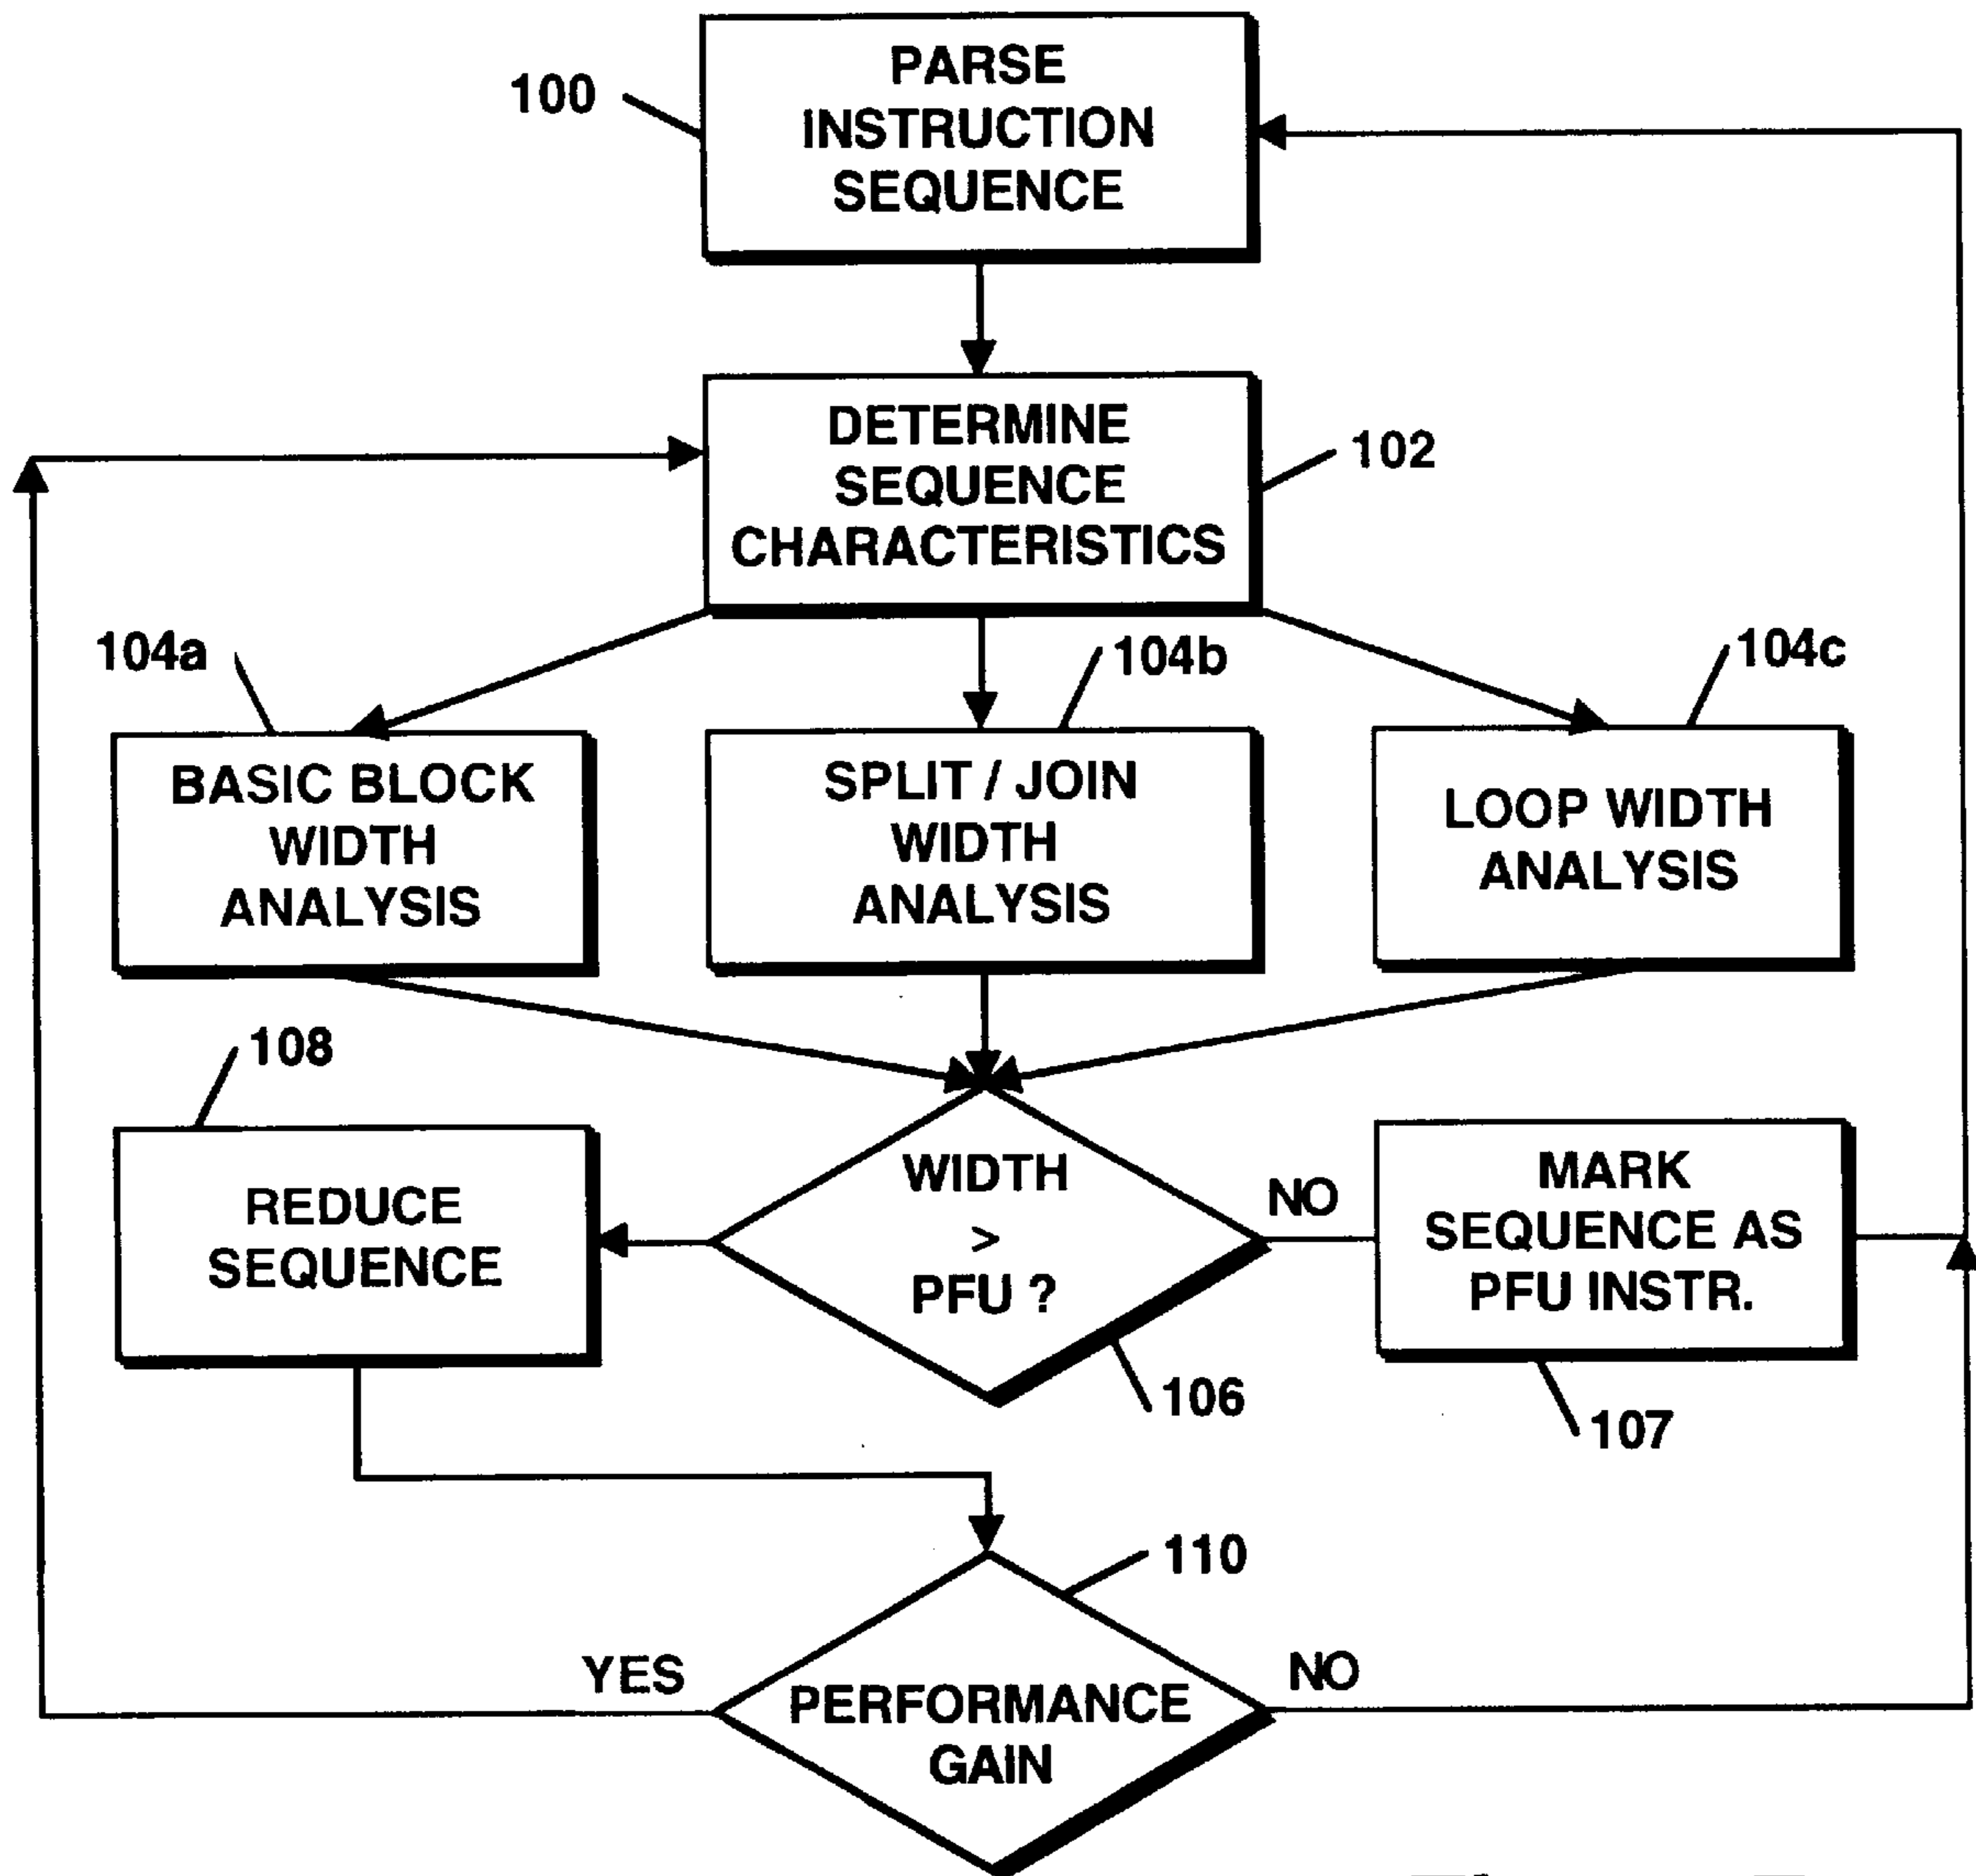 100
PARSE
INSTRUCTION
SEQUENCE
DETERMINE
SEQUENCE
CHARACTERISTICS
102
104a
104b
104c
BASIC BLOCK
WIDTH
ANALYSIS
SPLIT / JOIN
WIDTH
ANALYSIS
LOOP WIDTH
ANALYSIS
108
REDUCE
SEQUENCE
WIDTH
>
PFU ?
NO
MARK
SEQUENCE AS
PFU INSTR.
106
107
110
YES
PERFORMANCE
GAIN
NO